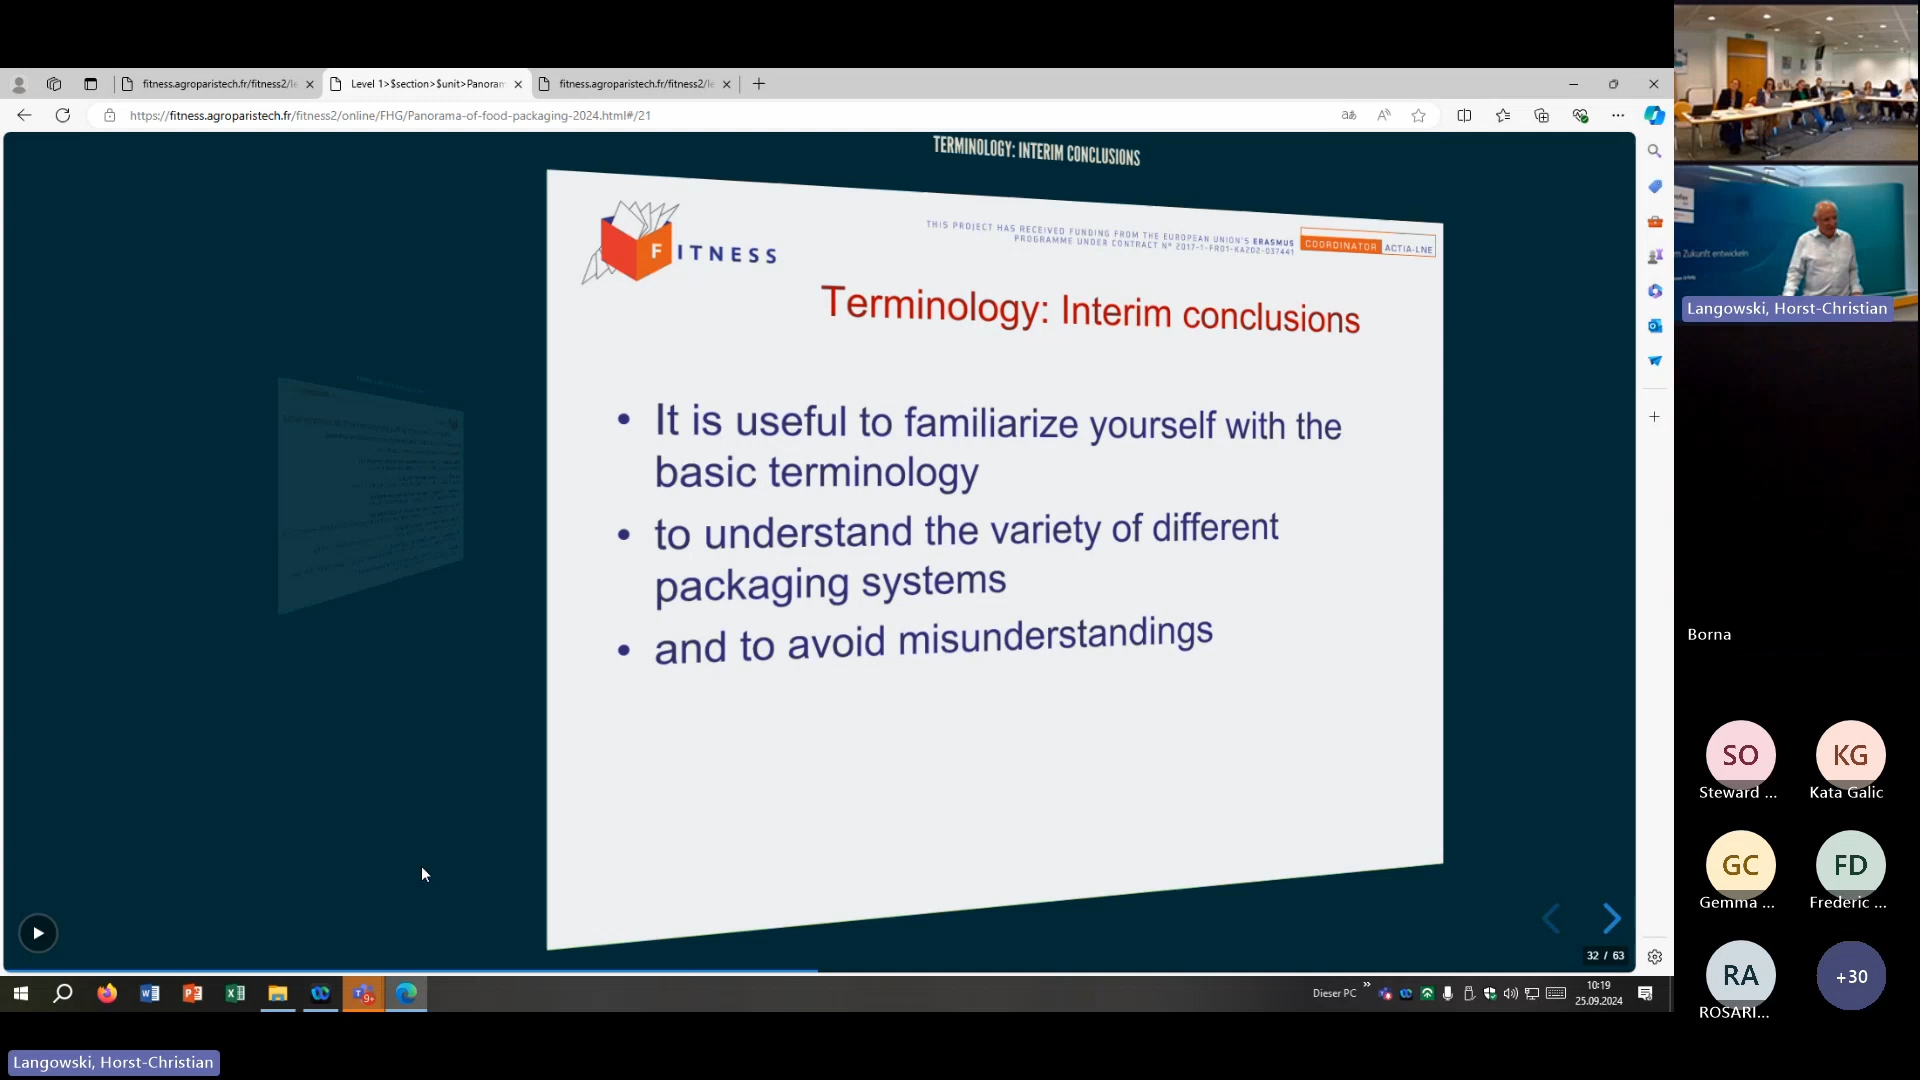 fitness.agroparistech.fr/fitness2/le
Level 1>$section>$unit>Panoram
fitness.agroparistech.fr/fitness2/le
https://fitness.agroparistech.fr/fitness2/online/FHG/Panorama-of-food-packaging-2024.html#/21
TERMINOLOGY: INTERIM CONCLUSIONS
FITNESS
THIS PROJECT HAS RECEIVED FUNDING FROM THE EUROPEAN UNION'S ERASMUS
PROGRAMME UNDER CONTRACT N° 2017-1-FR01-KA202-037441
COORDINATOR ACTIA-LNE
Terminology: Interim conclusions
• It is useful to familiarize yourself with the
basic terminology
• to understand the variety of different
packaging systems
• and to avoid misunderstandings
32 / 63
Dieser PC
10:19
25.09.2024
Langowski, Horst-Christian
Zukunft entwickeln
Langowski, Horst-Christian
Borna
SO
Steward ...
KG
Kata Galic
GC
Gemma ...
FD
Frederic ...
RA
ROSARI...
+30